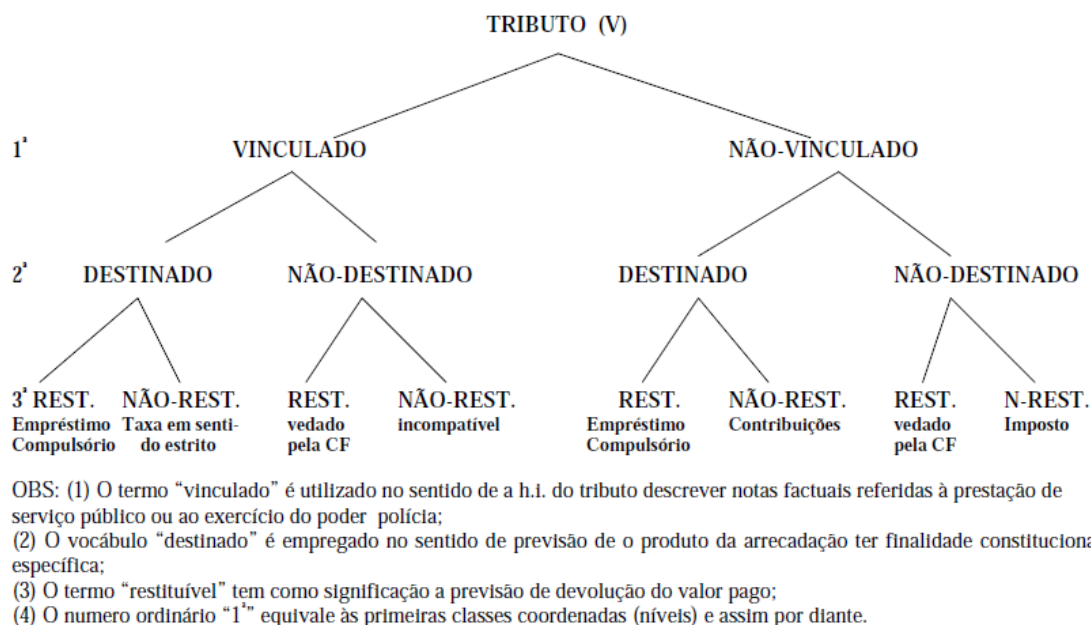 TRIBUTO (V)
1ª VINCULADO NÃO-VINCULADO
2ª DESTINADO NÃO-DESTINADO DESTINADO NÃO-DESTINADO
3ª REST. NÃO-REST. REST. NÃO-REST. REST. NÃO-REST. REST. N-REST.
Empréstimo Taxa em senti- vedado incompatível Empréstimo Contribuições vedado Imposto
Compulsório do estrito pela CF Compulsório pela CF
OBS: (1) O termo “vinculado” é utilizado no sentido de a h.i. do tributo descrever notas factuais referidas à prestação de
serviço público ou ao exercício do poder polícia;
(2) O vocábulo “destinado” é empregado no sentido de previsão de o produto da arrecadação ter finalidade constituciona
específica;
(3) O termo “restituível” tem como significação a previsão de devolução do valor pago;
(4) O numero ordinário “1ª” equivale às primeiras classes coordenadas (níveis) e assim por diante.